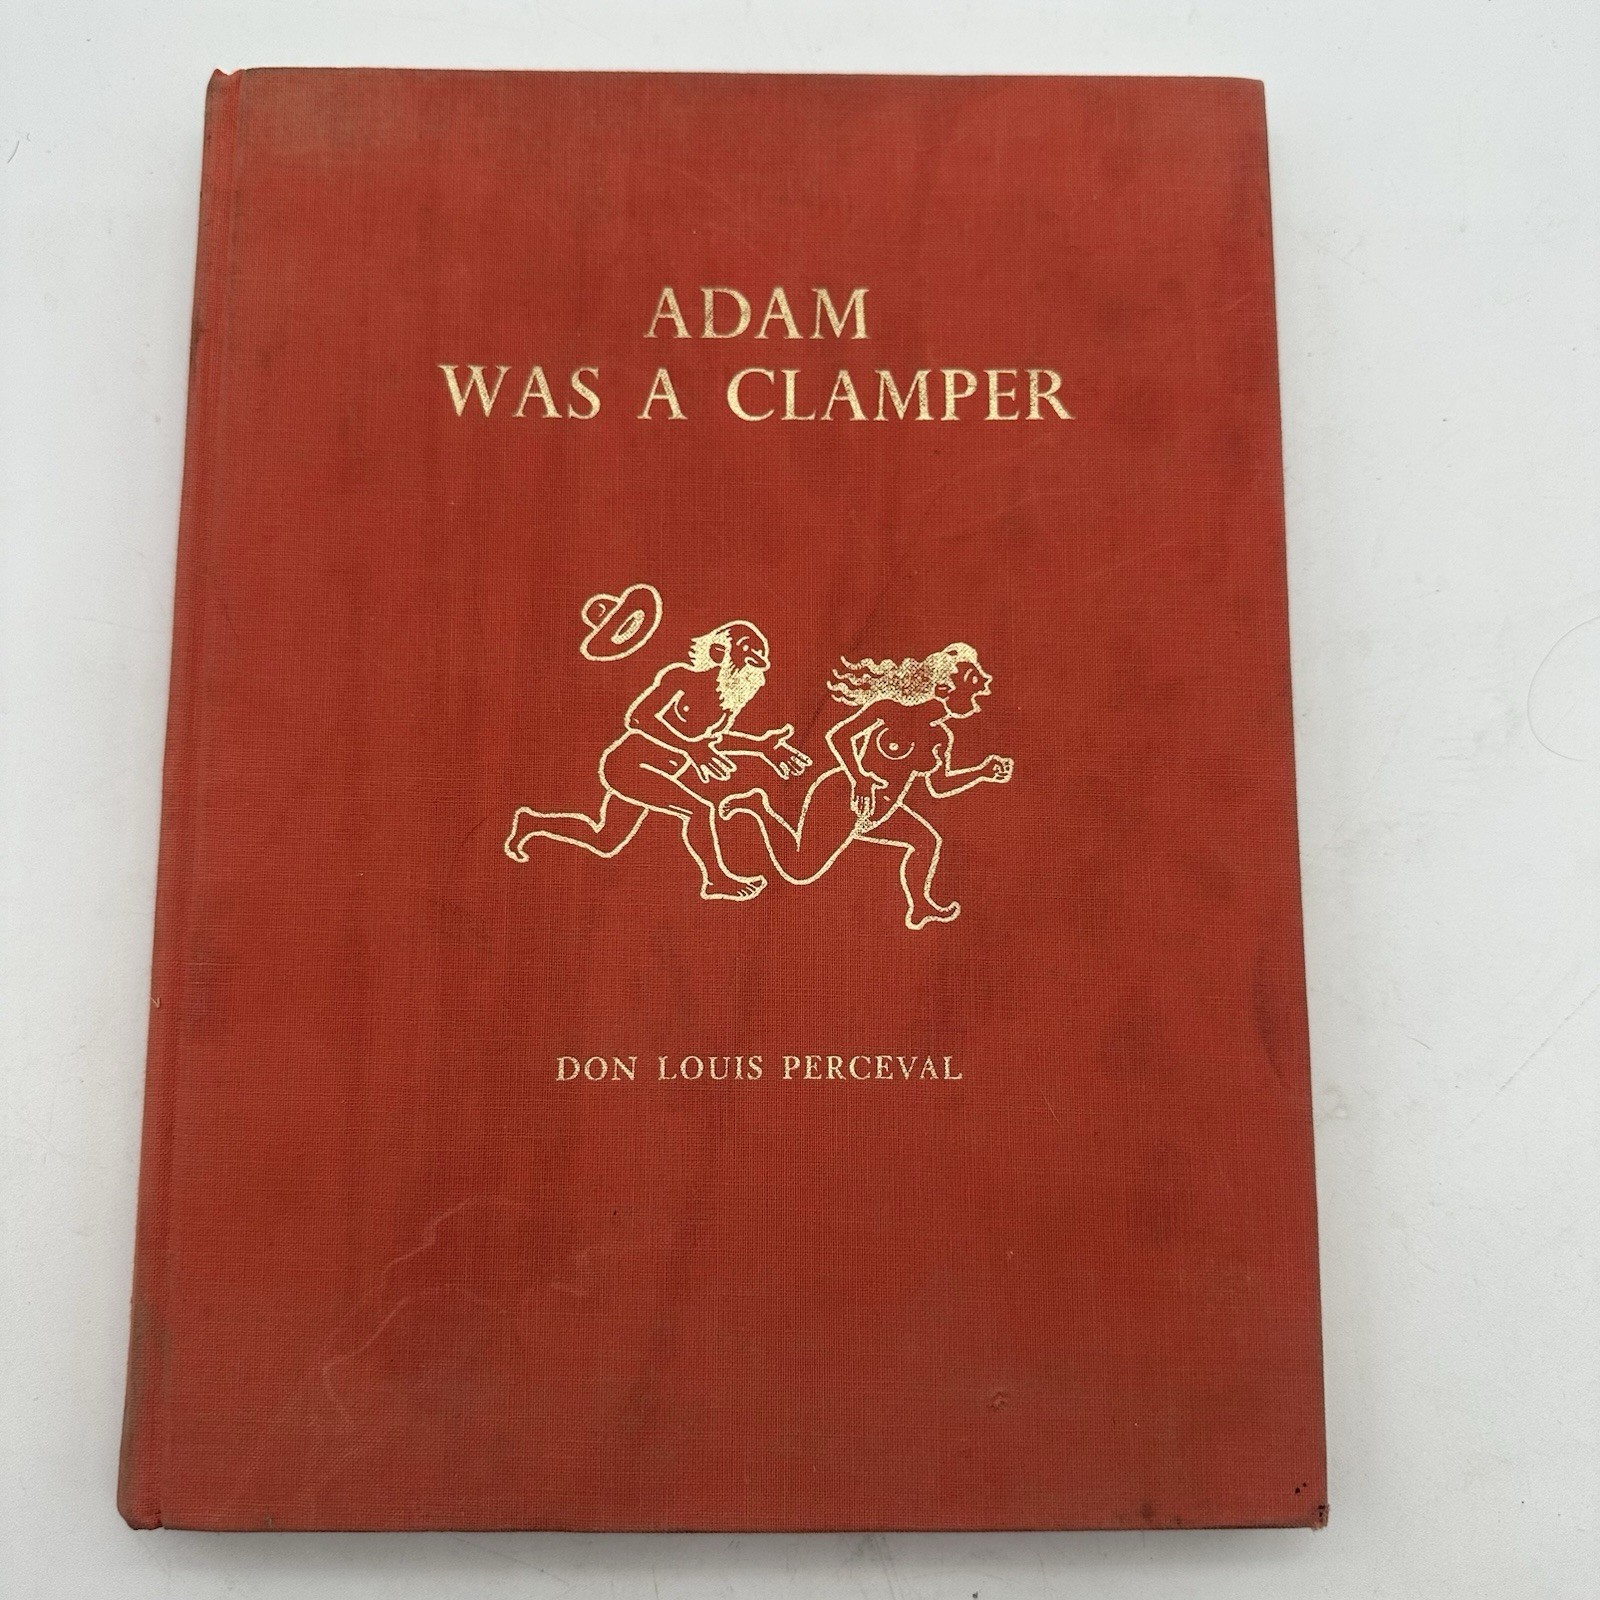 ADAM
WAS A CLAMPER
DON LOUIS PERCEVAL